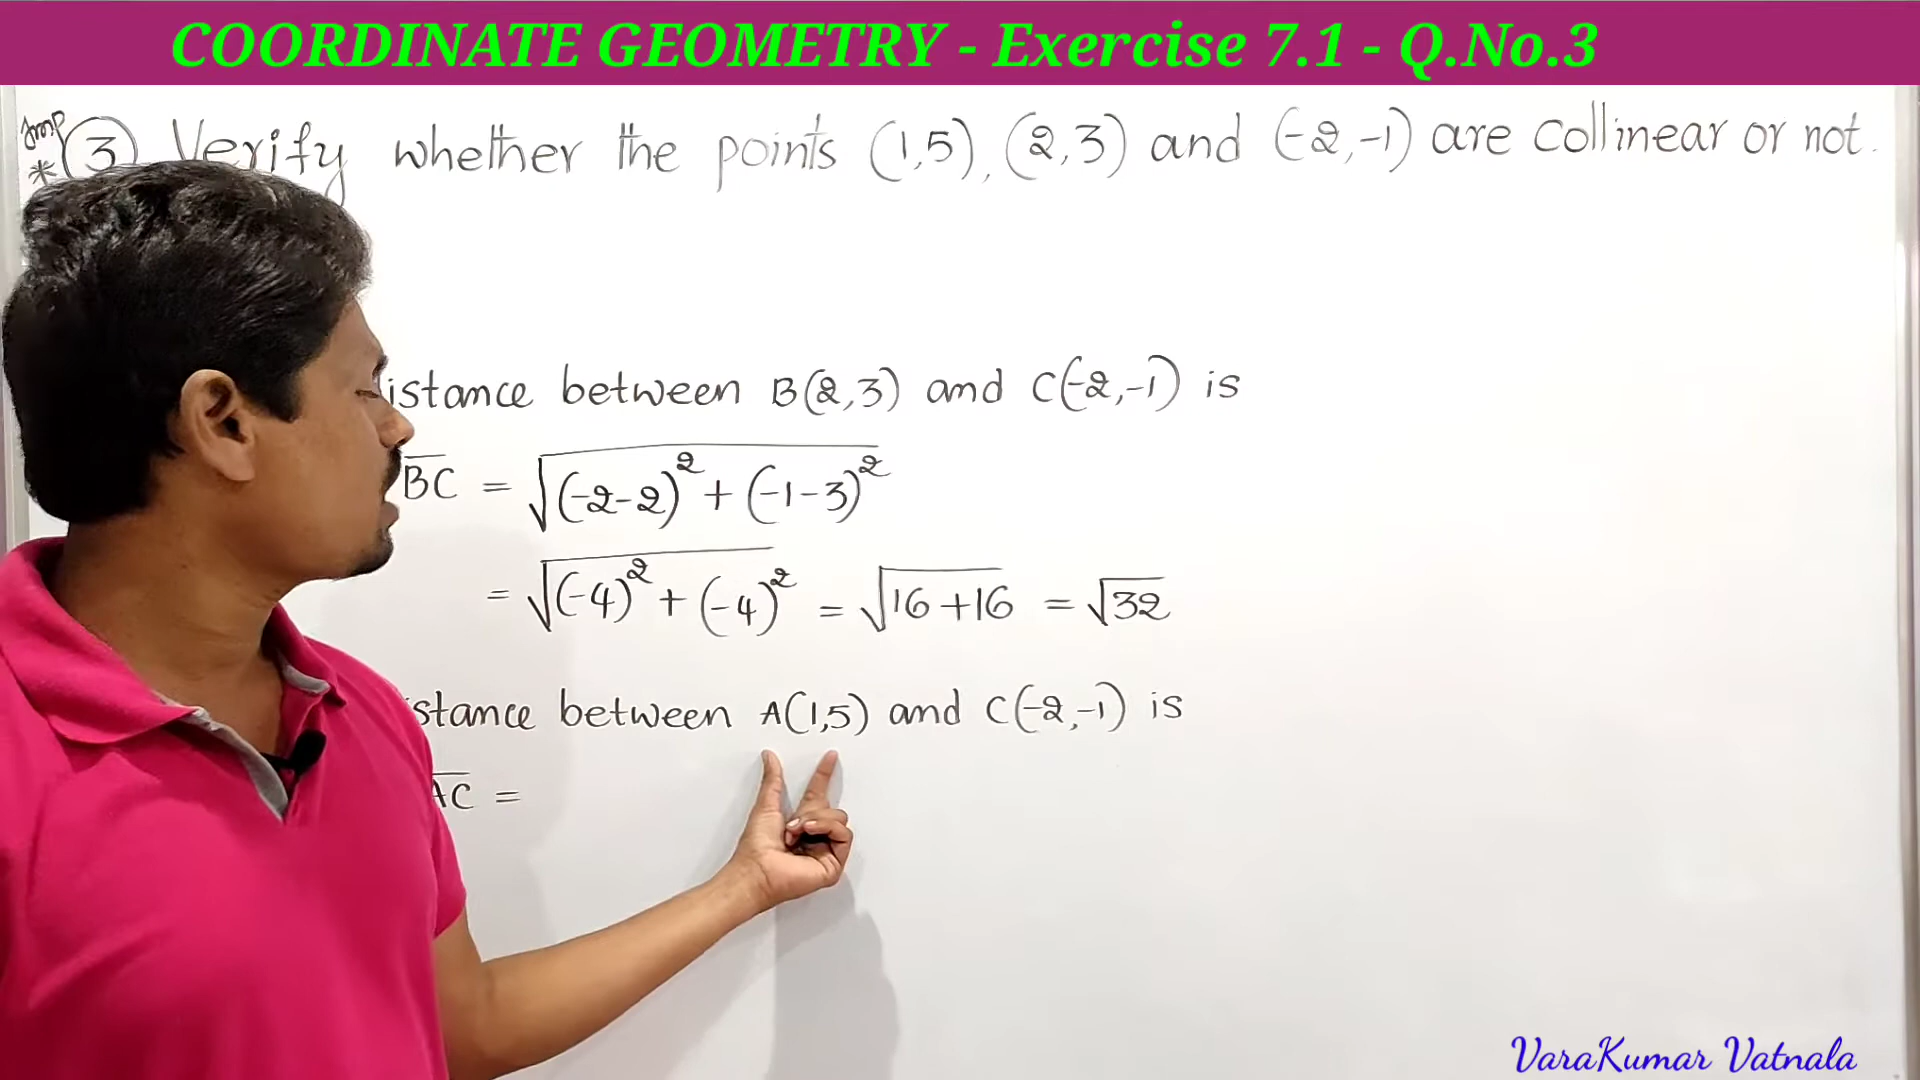 COORDINATE GEOMETRY - Exercise 7.1 - Q.No.3
Imp
* ③ Verify whether the points (1,5), (2,3) and (-2,-1) are collinear or not.
istance between B(2,3) and C(-2,-1) is
BC = √(-2-2)² + (-1-3)²
= √(-4)² + (-4)² = √16+16 = √32
stance between A(1,5) and C(-2,-1) is
AC =
VaraKumar Vatnala